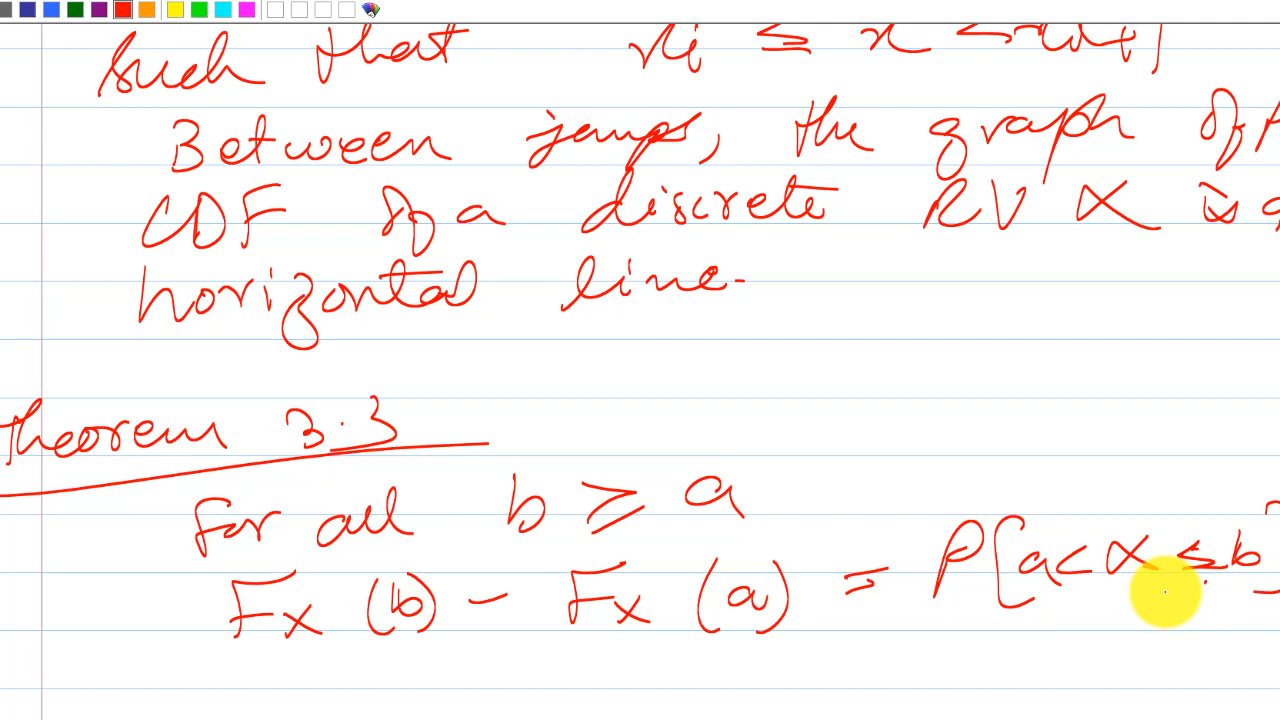 such that xi ≤ x <
Between jumps, the graph of
CDF of a discrete RV X is a
horizontal line.
Theorem 3.3
for all b ≥ a
Fx (b) - Fx (a) = P[a < X ≤ b]